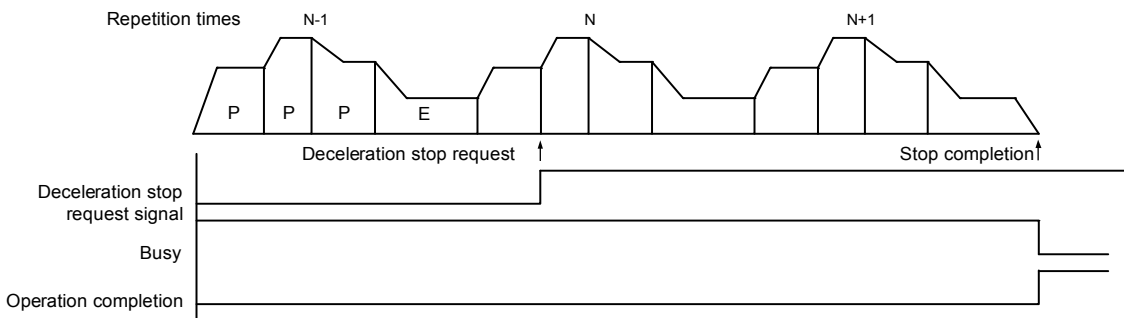 Repetition times
N-1
N
N+1
P
P
P
E
Deceleration stop request
Stop completion
Deceleration stop
request signal
Busy
Operation completion